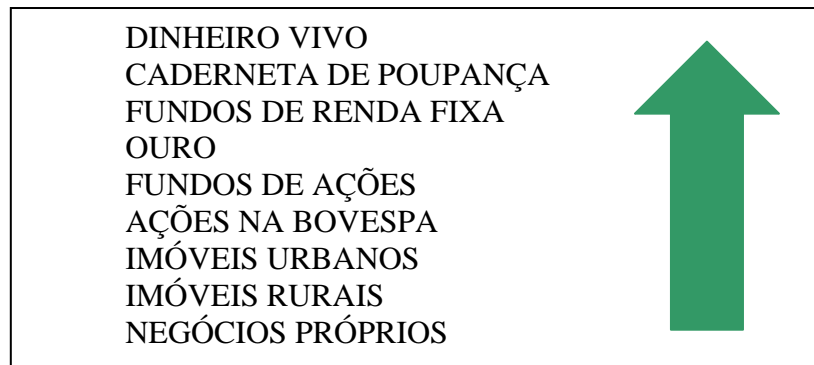 DINHEIRO VIVO
CADERNETA DE POUPANÇA
FUNDOS DE RENDA FIXA
OURO
FUNDOS DE AÇÕES
AÇÕES NA BOVESPA
IMÓVEIS URBANOS
IMÓVEIS RURAIS
NEGÓCIOS PRÓPRIOS